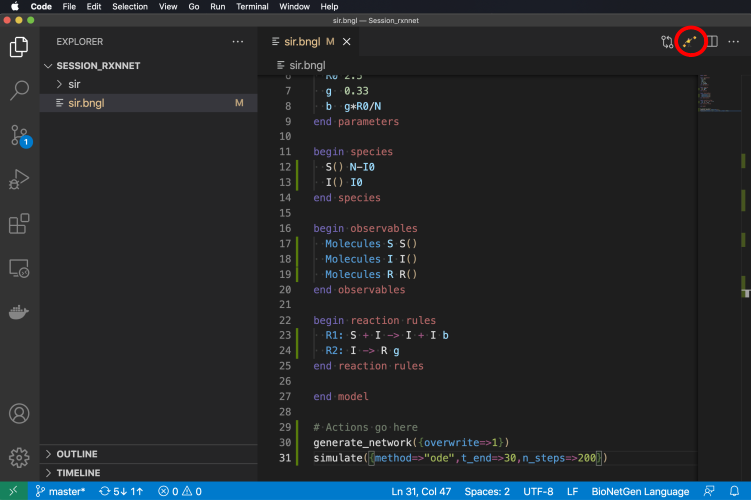 Code File Edit Selection View Go Run Terminal Window Help
sir.bngl — Session_rxnnet
EXPLORER ···
sir.bngl M ×
sir.bngl
SESSION_RXNNET
sir
sir.bngl M
6 R0 2.5
7 g 0.33
8 b g*R0/N
9 end parameters
10
11 begin species
12 S() N-I0
13 I() I0
14 end species
15
16 begin observables
17 Molecules S S()
18 Molecules I I()
19 Molecules R R()
20 end observables
21
22 begin reaction rules
23 R1: S + I -> I + I b
24 R2: I -> R g
25 end reaction rules
26
27 end model
28
29 # Actions go here
30 generate_network({overwrite=>1})
31 simulate({method=>"ode",t_end=>30,n_steps=>200})
1
OUTLINE
TIMELINE
master* 5↓ 1↑ 0 0 Ln 31, Col 47 Spaces: 2 UTF-8 LF BioNetGen Language